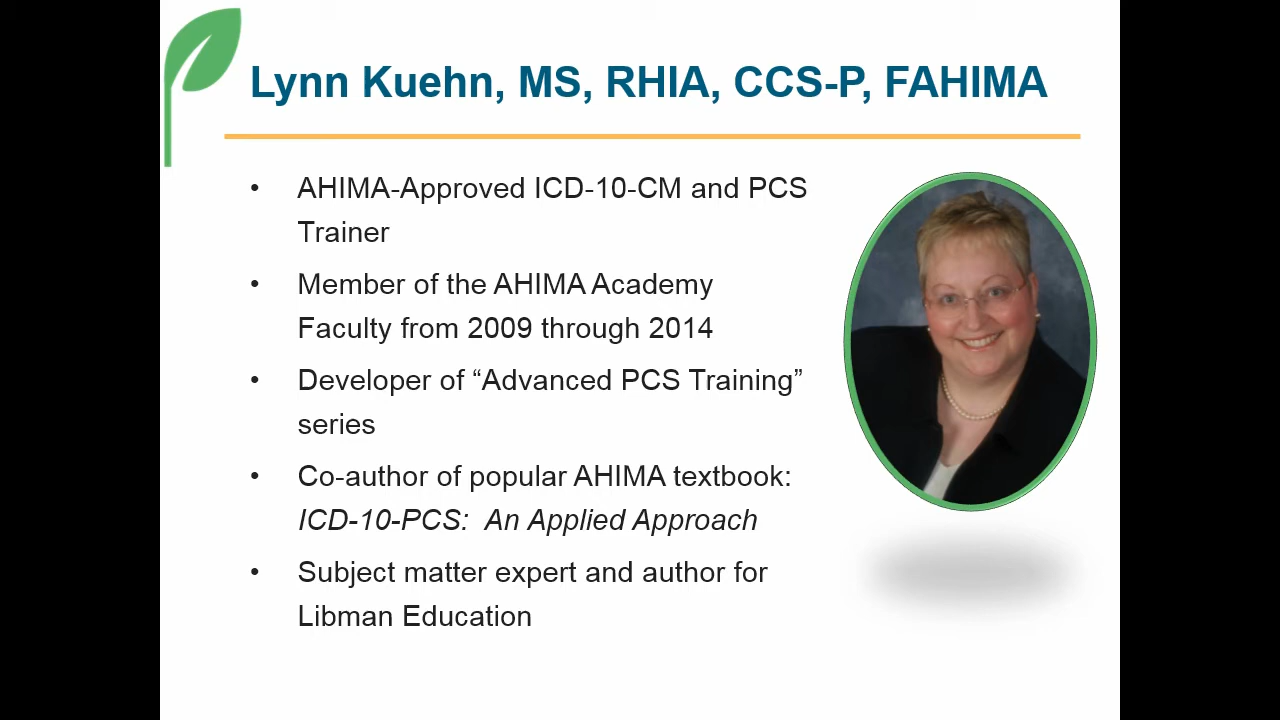 Lynn Kuehn, MS, RHIA, CCS-P, FAHIMA
• AHIMA-Approved ICD-10-CM and PCS
Trainer
• Member of the AHIMA Academy
Faculty from 2009 through 2014
• Developer of “Advanced PCS Training”
series
• Co-author of popular AHIMA textbook:
ICD-10-PCS:  An Applied Approach
• Subject matter expert and author for
Libman Education